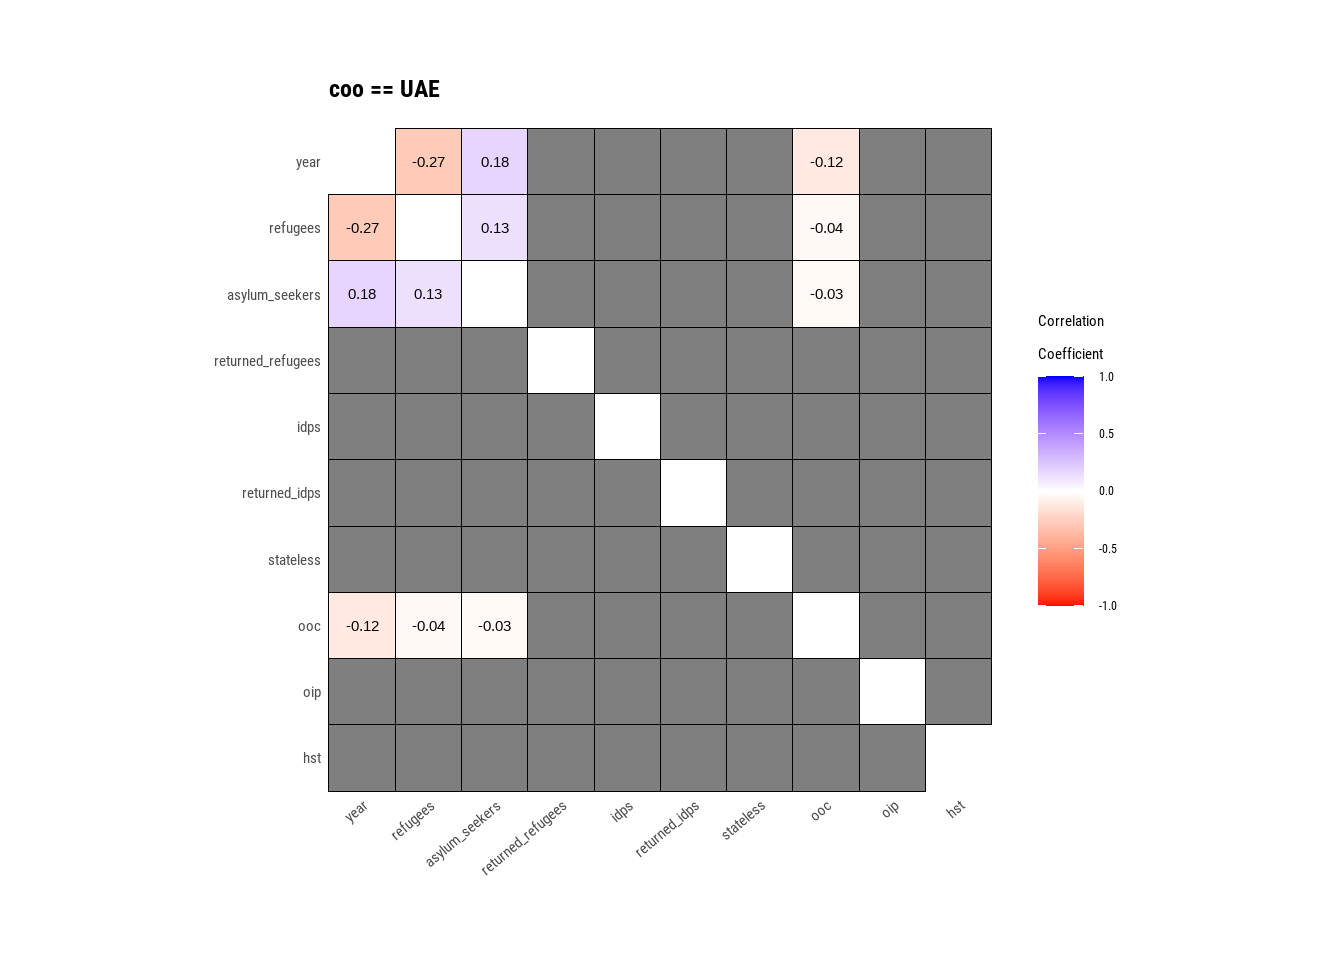 coo == UAE
year -0.27 0.18 -0.12
refugees -0.27 0.13 -0.04
asylum_seekers 0.18 0.13 -0.03
returned_refugees
idps
returned_idps
stateless
ooc -0.12 -0.04 -0.03
oip
hst
year refugees asylum_seekers returned_refugees idps returned_idps stateless ooc oip hst
Correlation
Coefficient
1.0
0.5
0.0
-0.5
-1.0